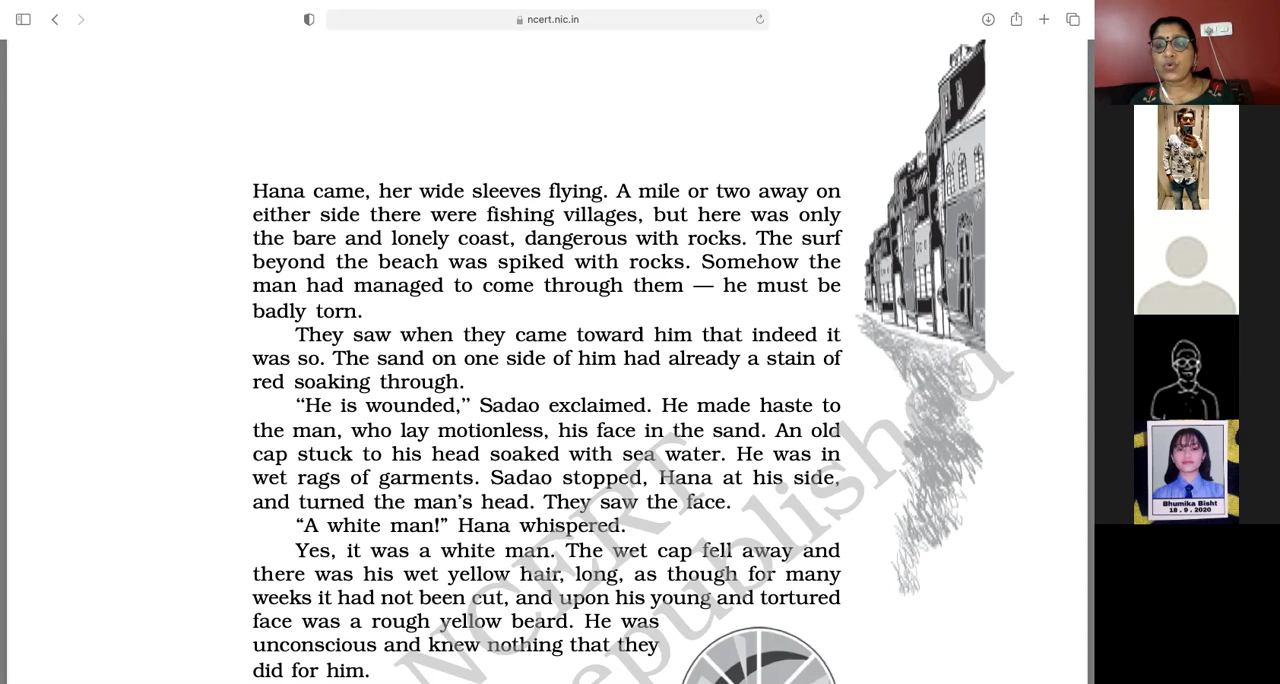 ncert.nic.in
Hana came, her wide sleeves flying. A mile or two away on
either side there were fishing villages, but here was only
the bare and lonely coast, dangerous with rocks. The surf
beyond the beach was spiked with rocks. Somehow the
man had managed to come through them — he must be
badly torn.
They saw when they came toward him that indeed it
was so. The sand on one side of him had already a stain of
red soaking through.
“He is wounded,” Sadao exclaimed. He made haste to
the man, who lay motionless, his face in the sand. An old
cap stuck to his head soaked with sea water. He was in
wet rags of garments. Sadao stopped, Hana at his side,
and turned the man’s head. They saw the face.
“A white man!” Hana whispered.
Yes, it was a white man. The wet cap fell away and
there was his wet yellow hair, long, as though for many
weeks it had not been cut, and upon his young and tortured
face was a rough yellow beard. He was
unconscious and knew nothing that they
did for him.
NCERT
republished
Bhumika Bisht
18 . 9 . 2020